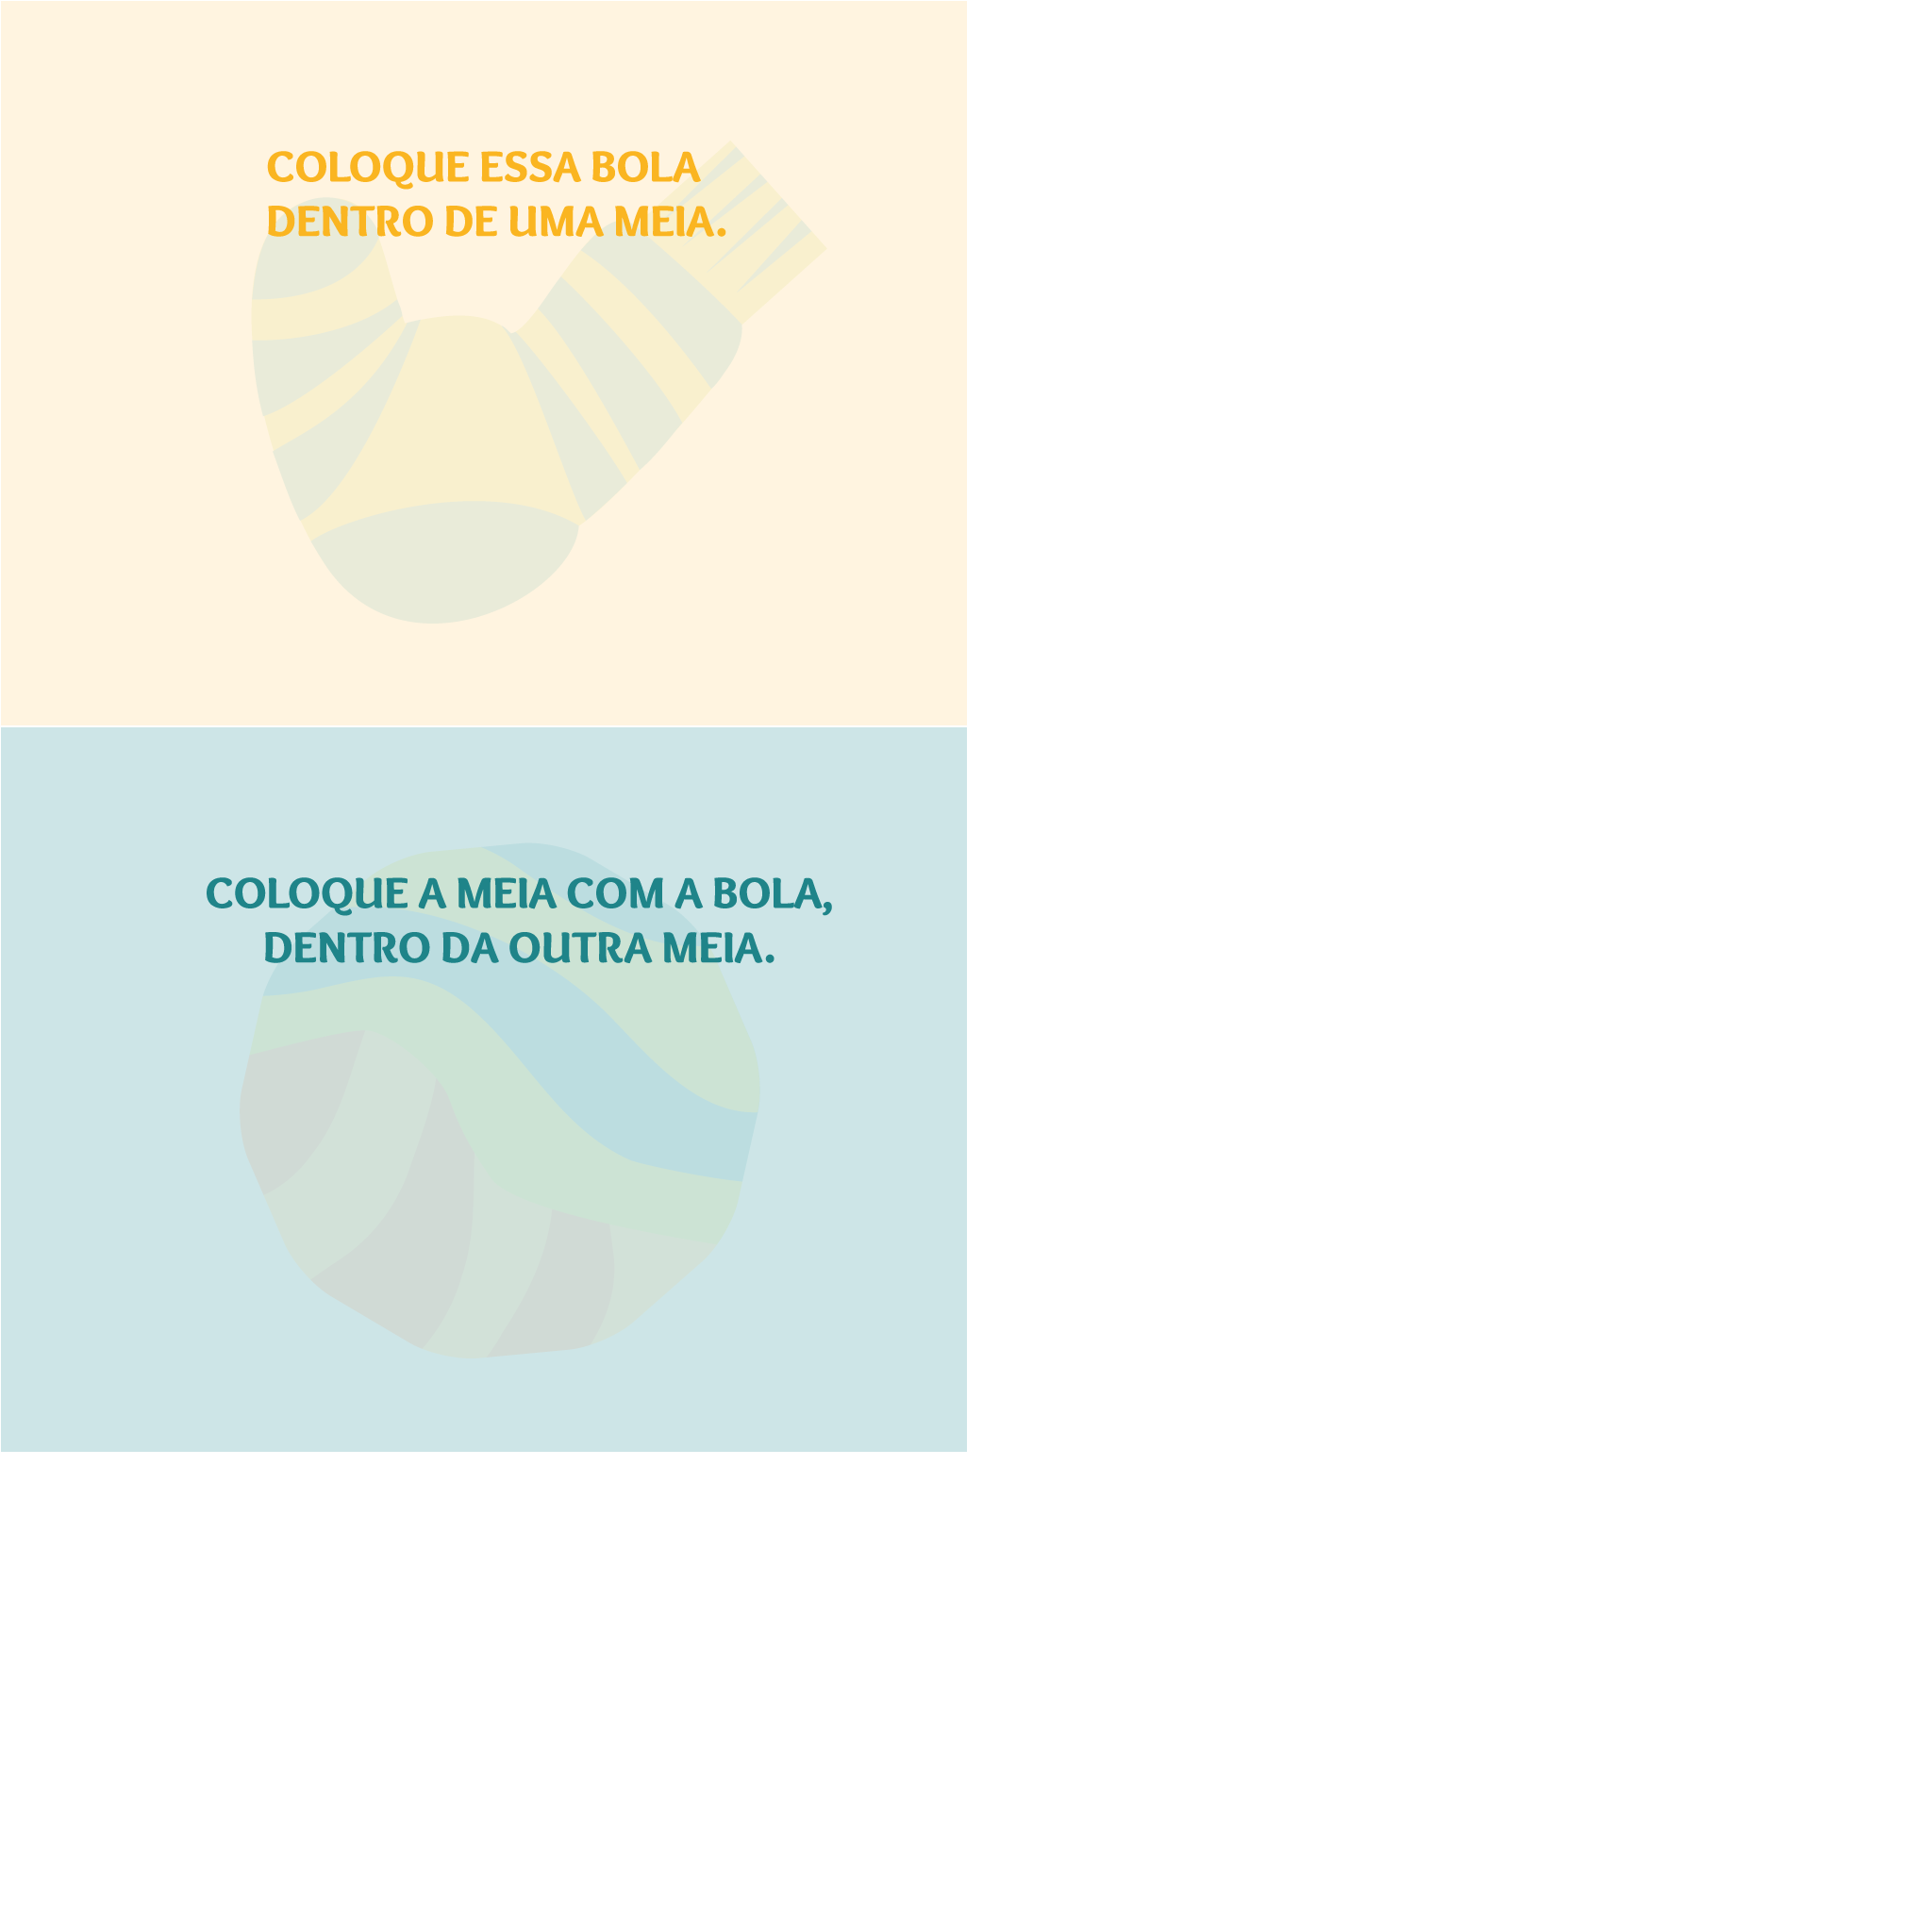 COLOQUE ESSA BOLA
DENTRO DE UMA MEIA.
COLOQUE A MEIA COM A BOLA,
DENTRO DA OUTRA MEIA.